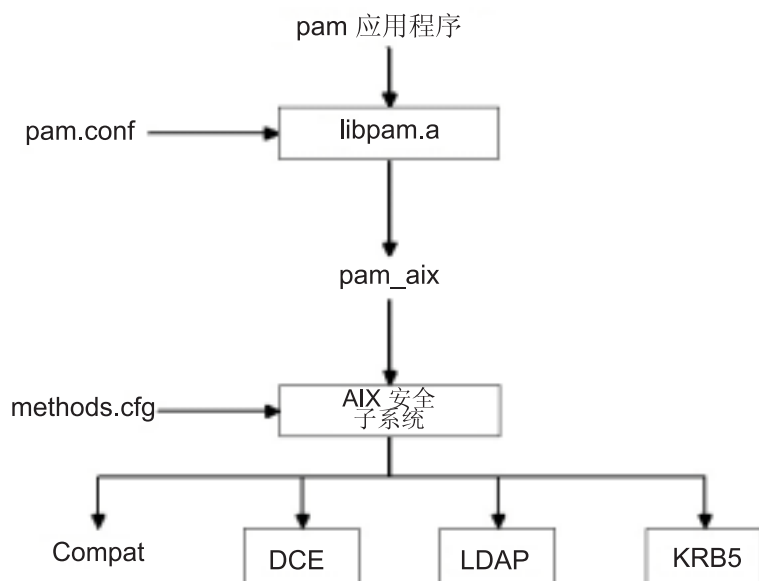 pam 应用程序
pam.conf
libpam.a
pam_aix
methods.cfg
AIX 安全
子系统
Compat
DCE
LDAP
KRB5